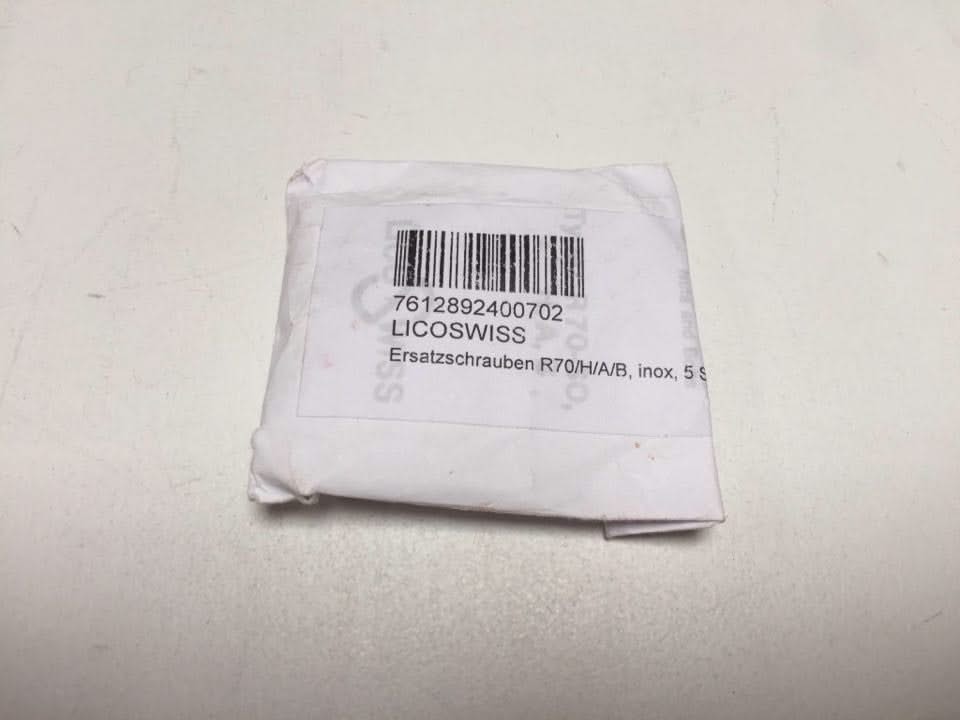 7612892400702
LICOSWISS
Ersatzschrauben R70/H/A/B, inox, 5 S